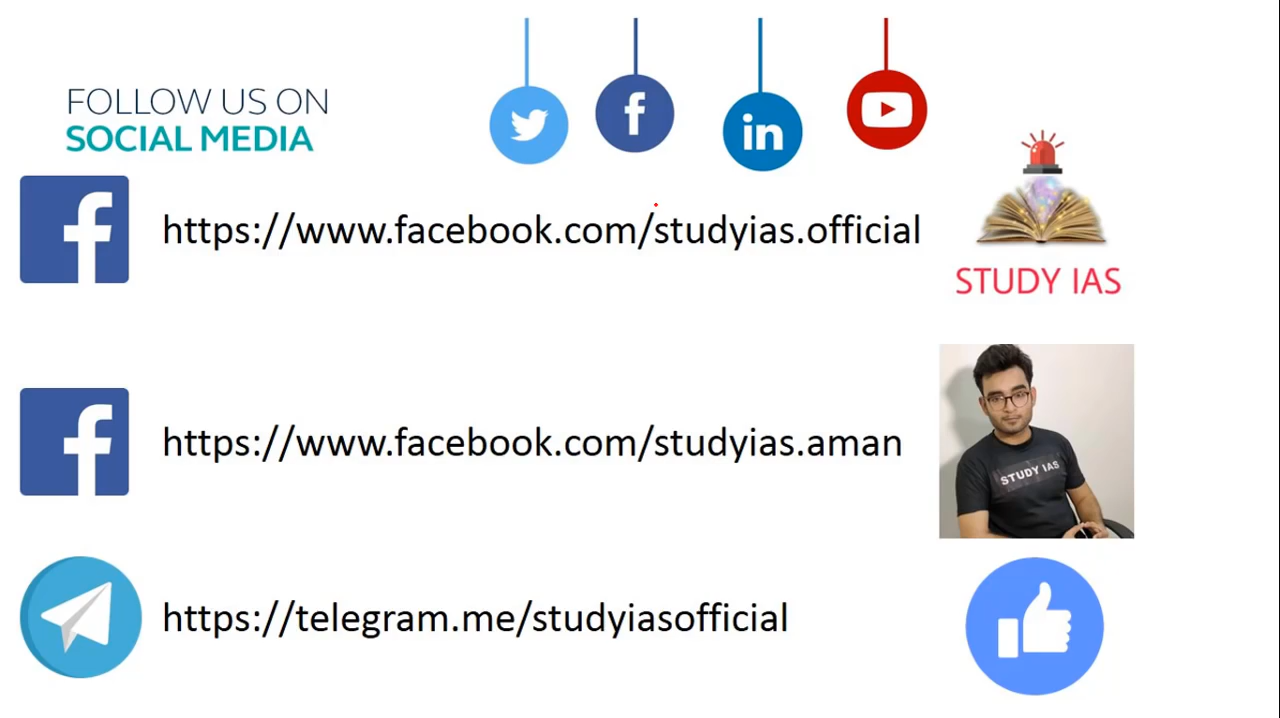 FOLLOW US ON
SOCIAL MEDIA
https://www.facebook.com/studyias.official
STUDY IAS
https://www.facebook.com/studyias.aman
STUDY IAS
https://telegram.me/studyiasofficial